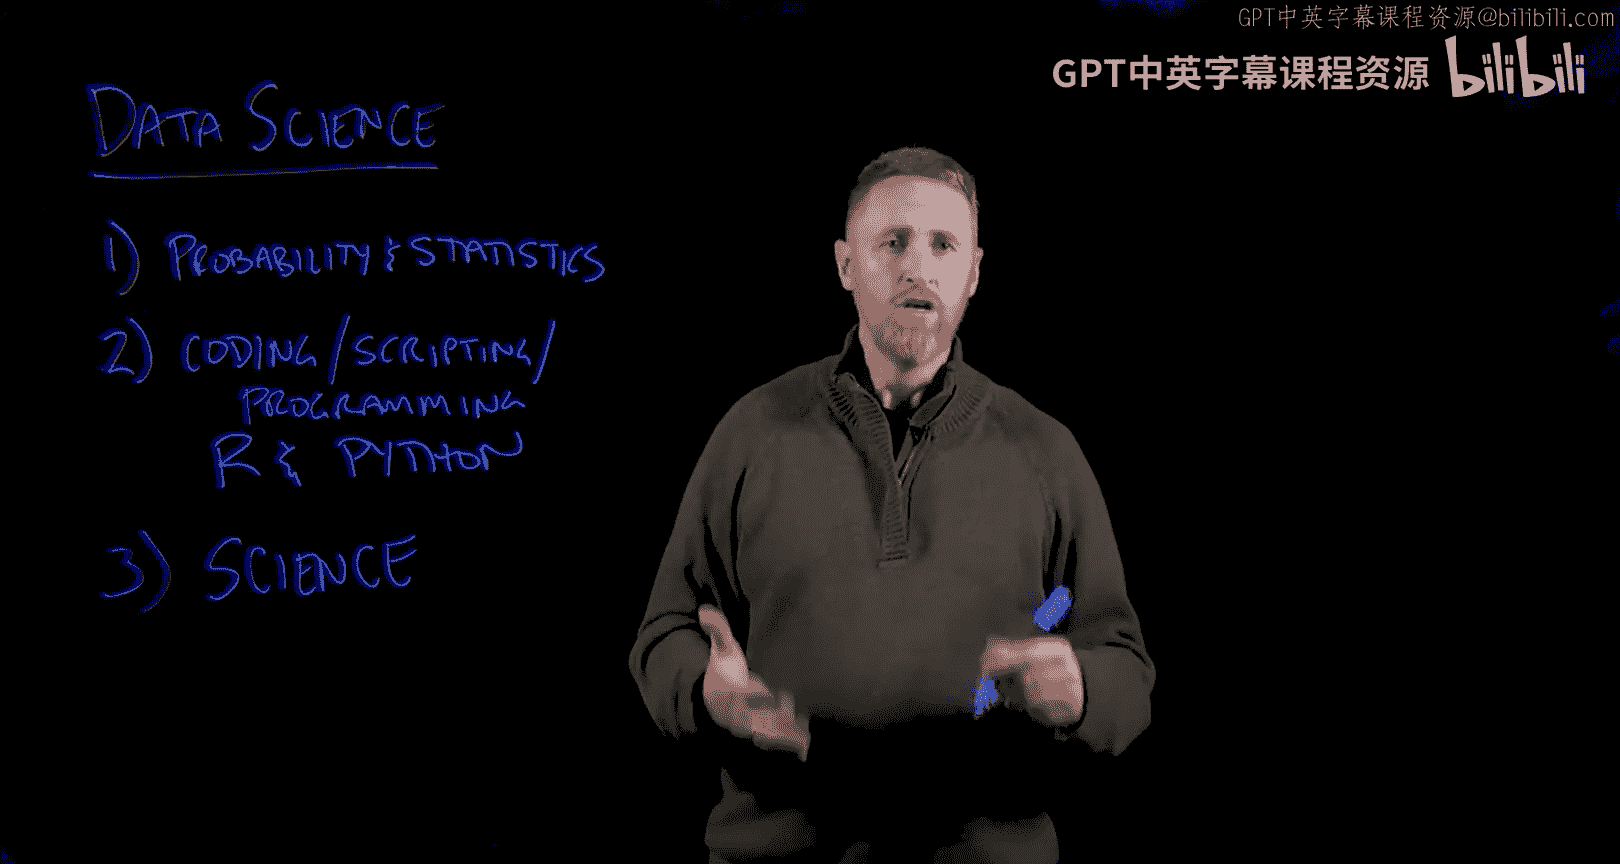 GPT中英字幕课程资源@bilibili.com
GPT中英字幕课程资源 bilibili
DATA SCIENCE
1) PROBABILITY & STATISTICS
2) CODING/SCRIPTING/
PROGRAMMING
R & PYTHON
3) SCIENCE